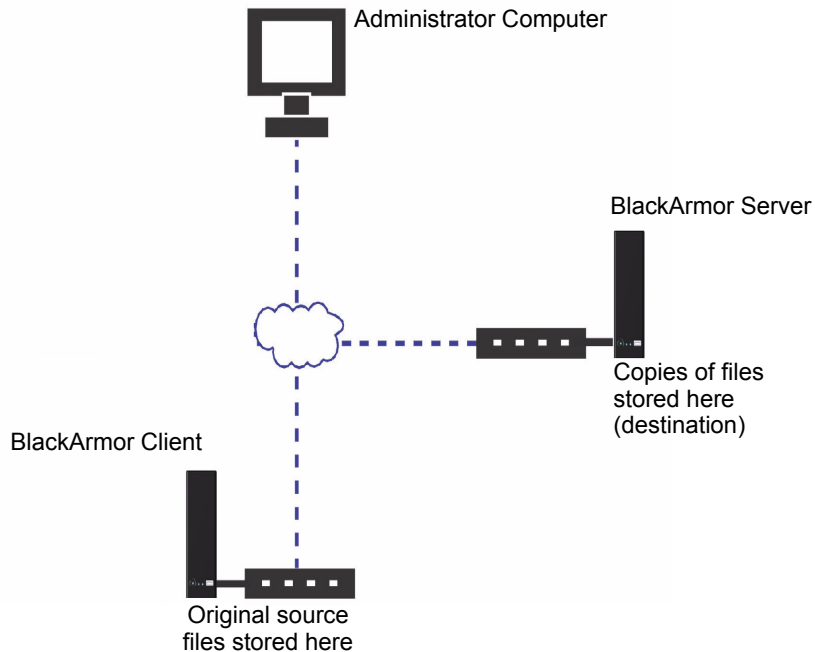 Administrator Computer
BlackArmor Server
Copies of files
stored here
(destination)
BlackArmor Client
Original source
files stored here